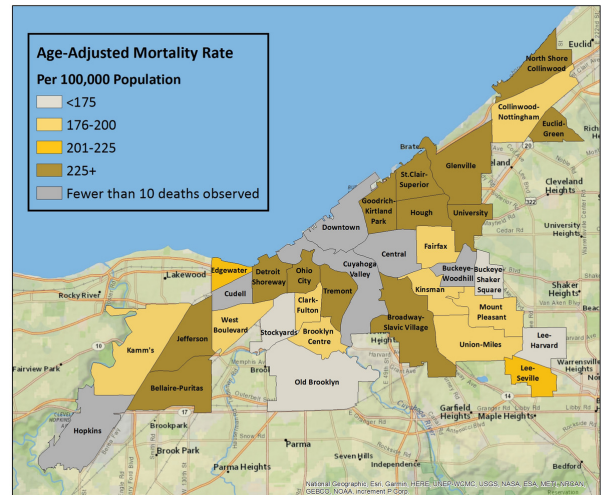 Age-Adjusted Mortality Rate
Per 100,000 Population
<175
176-200
201-225
225+
Fewer than 10 deaths observed
Euclid
North Shore
Collinwood
Collinwood-
Nottingham
Euclid-
Green
Glenville
St.Clair-
Superior
Goodrich-
Kirtland
Park
Hough
University
Cleveland
Heights
University
Heights
Downtown
Cuyahoga
Valley
Central
Fairfax
Buckeye-
Woodhill
Buckeye-
Shaker
Square
Shaker
Heights
Kinsman
Mount
Pleasant
Union-Miles
Lee-
Harvard
Lee-
Seville
Warrensville
Heights
Broadway-
Slavic Village
Edgewater
Cudell
Detroit
Shoreway
Ohio
City
Tremont
Clark-
Fulton
Stockyards
Brooklyn
Centre
Old Brooklyn
West
Boulevard
Jefferson
Bellaire-Puritas
Kamm's
Hopkins
Lakewood
Rocky River
Fairview Park
Brookpark
Brook Park
Parma
Parma Heights
Seven Hills
Independence
Garfield
Heights
Maple Heights
Bedford
20
322
10
17
14
National Geographic, Esri, Garmin, HERE, UNEP-WCMC, USGS, NASA, ESA, METI, NRCAN,
GEBCO, NOAA, increment P Corp.